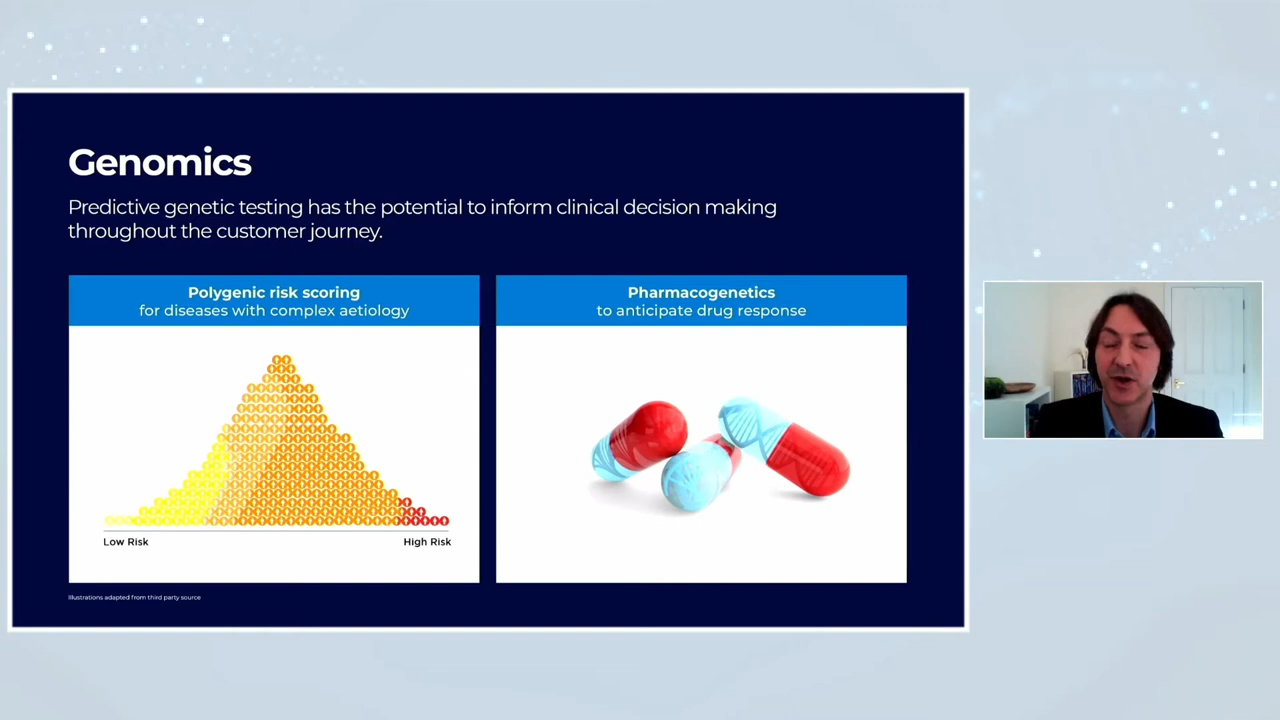 Genomics
Predictive genetic testing has the potential to inform clinical decision making
throughout the customer journey.
Polygenic risk scoring
for diseases with complex aetiology
Low Risk
High Risk
Pharmacogenetics
to anticipate drug response
Illustrations adapted from third party source